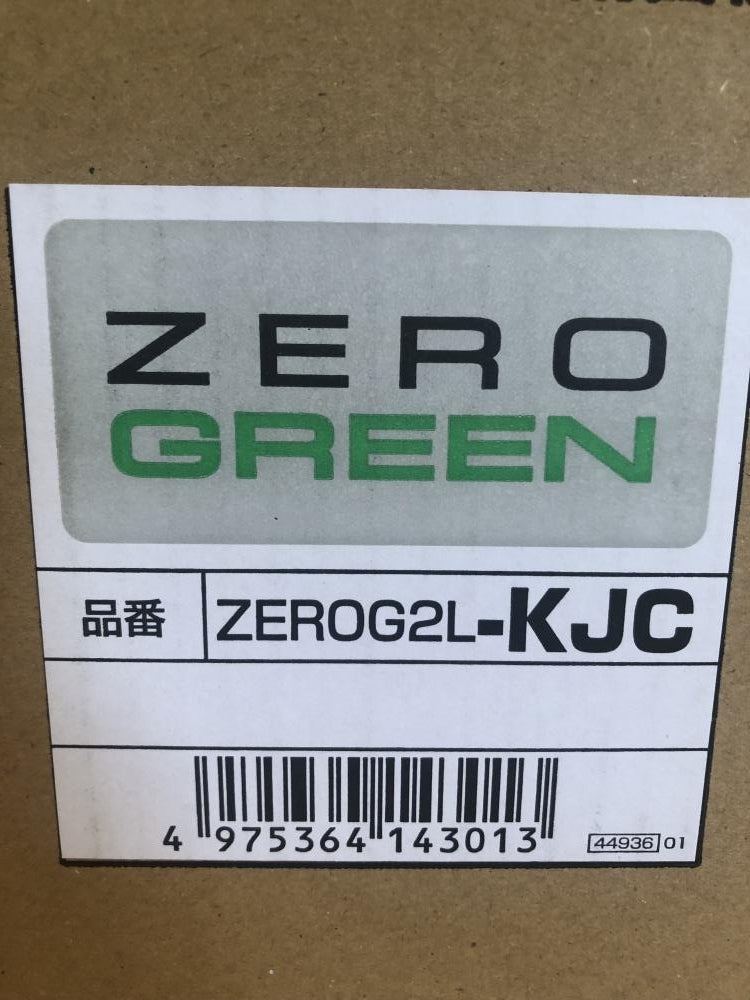 ZERO
GREEN
品番 ZEROG2L-KJC
4 975364 143013
44936 01